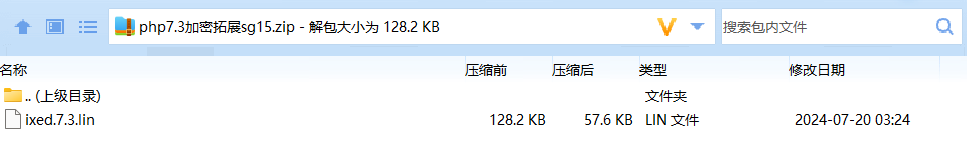 php7.3加密拓展sg15.zip - 解包大小为 128.2 KB 搜索包内文件
名称 压缩前 压缩后 类型 修改日期
.. (上级目录) 文件夹
ixed.7.3.lin 128.2 KB 57.6 KB LIN 文件 2024-07-20 03:24